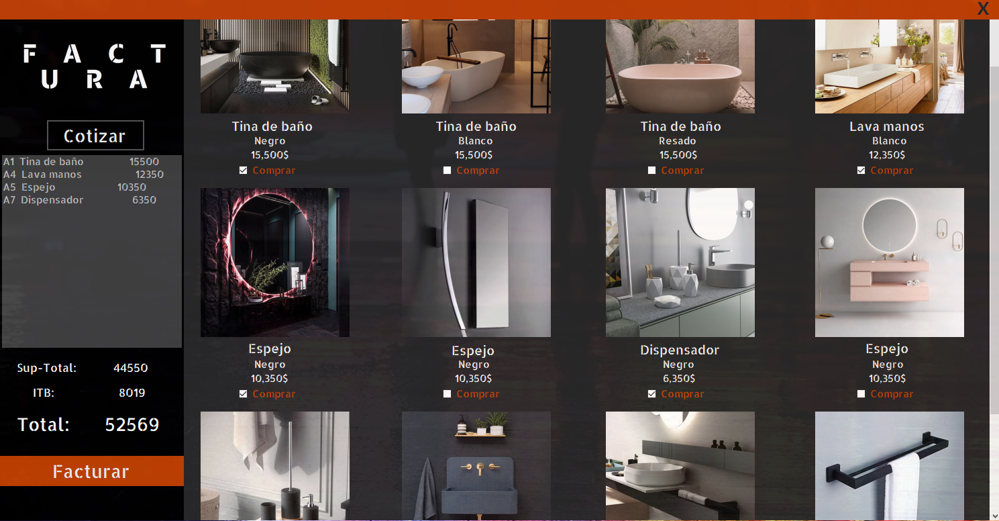 X
F A C T
U R A
Cotizar
A1 Tina de baño 15500
A4 Lava manos 12350
A5 Espejo 10350
A7 Dispensador 6350
Sup-Total: 44550
ITB: 8019
Total: 52569
Facturar
Tina de baño
Negro
15,500$
Comprar
Tina de baño
Blanco
15,500$
Comprar
Tina de baño
Resado
15,500$
Comprar
Lava manos
Blanco
12,350$
Comprar
Espejo
Negro
10,350$
Comprar
Espejo
Negro
10,350$
Comprar
Dispensador
Negro
6,350$
Comprar
Espejo
Negro
10,350$
Comprar